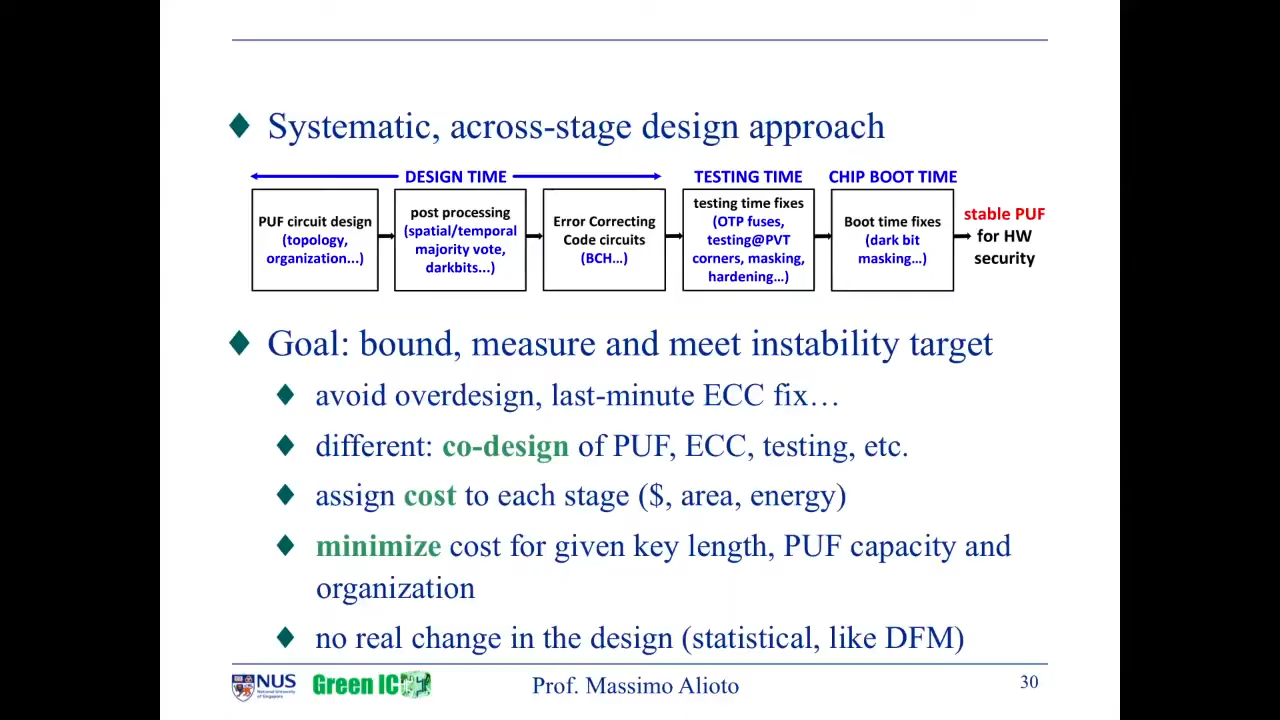 Systematic, across-stage design approach
DESIGN TIME
TESTING TIME
CHIP BOOT TIME
PUF circuit design
(topology,
organization...)
post processing
(spatial/temporal
majority vote,
darkbits...)
Error Correcting
Code circuits
(BCH...)
testing time fixes
(OTP fuses,
testing@PVT
corners, masking,
hardening…)
Boot time fixes
(dark bit
masking…)
stable PUF
for HW
security
Goal: bound, measure and meet instability target
avoid overdesign, last-minute ECC fix…
different: co-design of PUF, ECC, testing, etc.
assign cost to each stage ($, area, energy)
minimize cost for given key length, PUF capacity and
organization
no real change in the design (statistical, like DFM)
NUS
National University
of Singapore
Green IC
Prof. Massimo Alioto
30